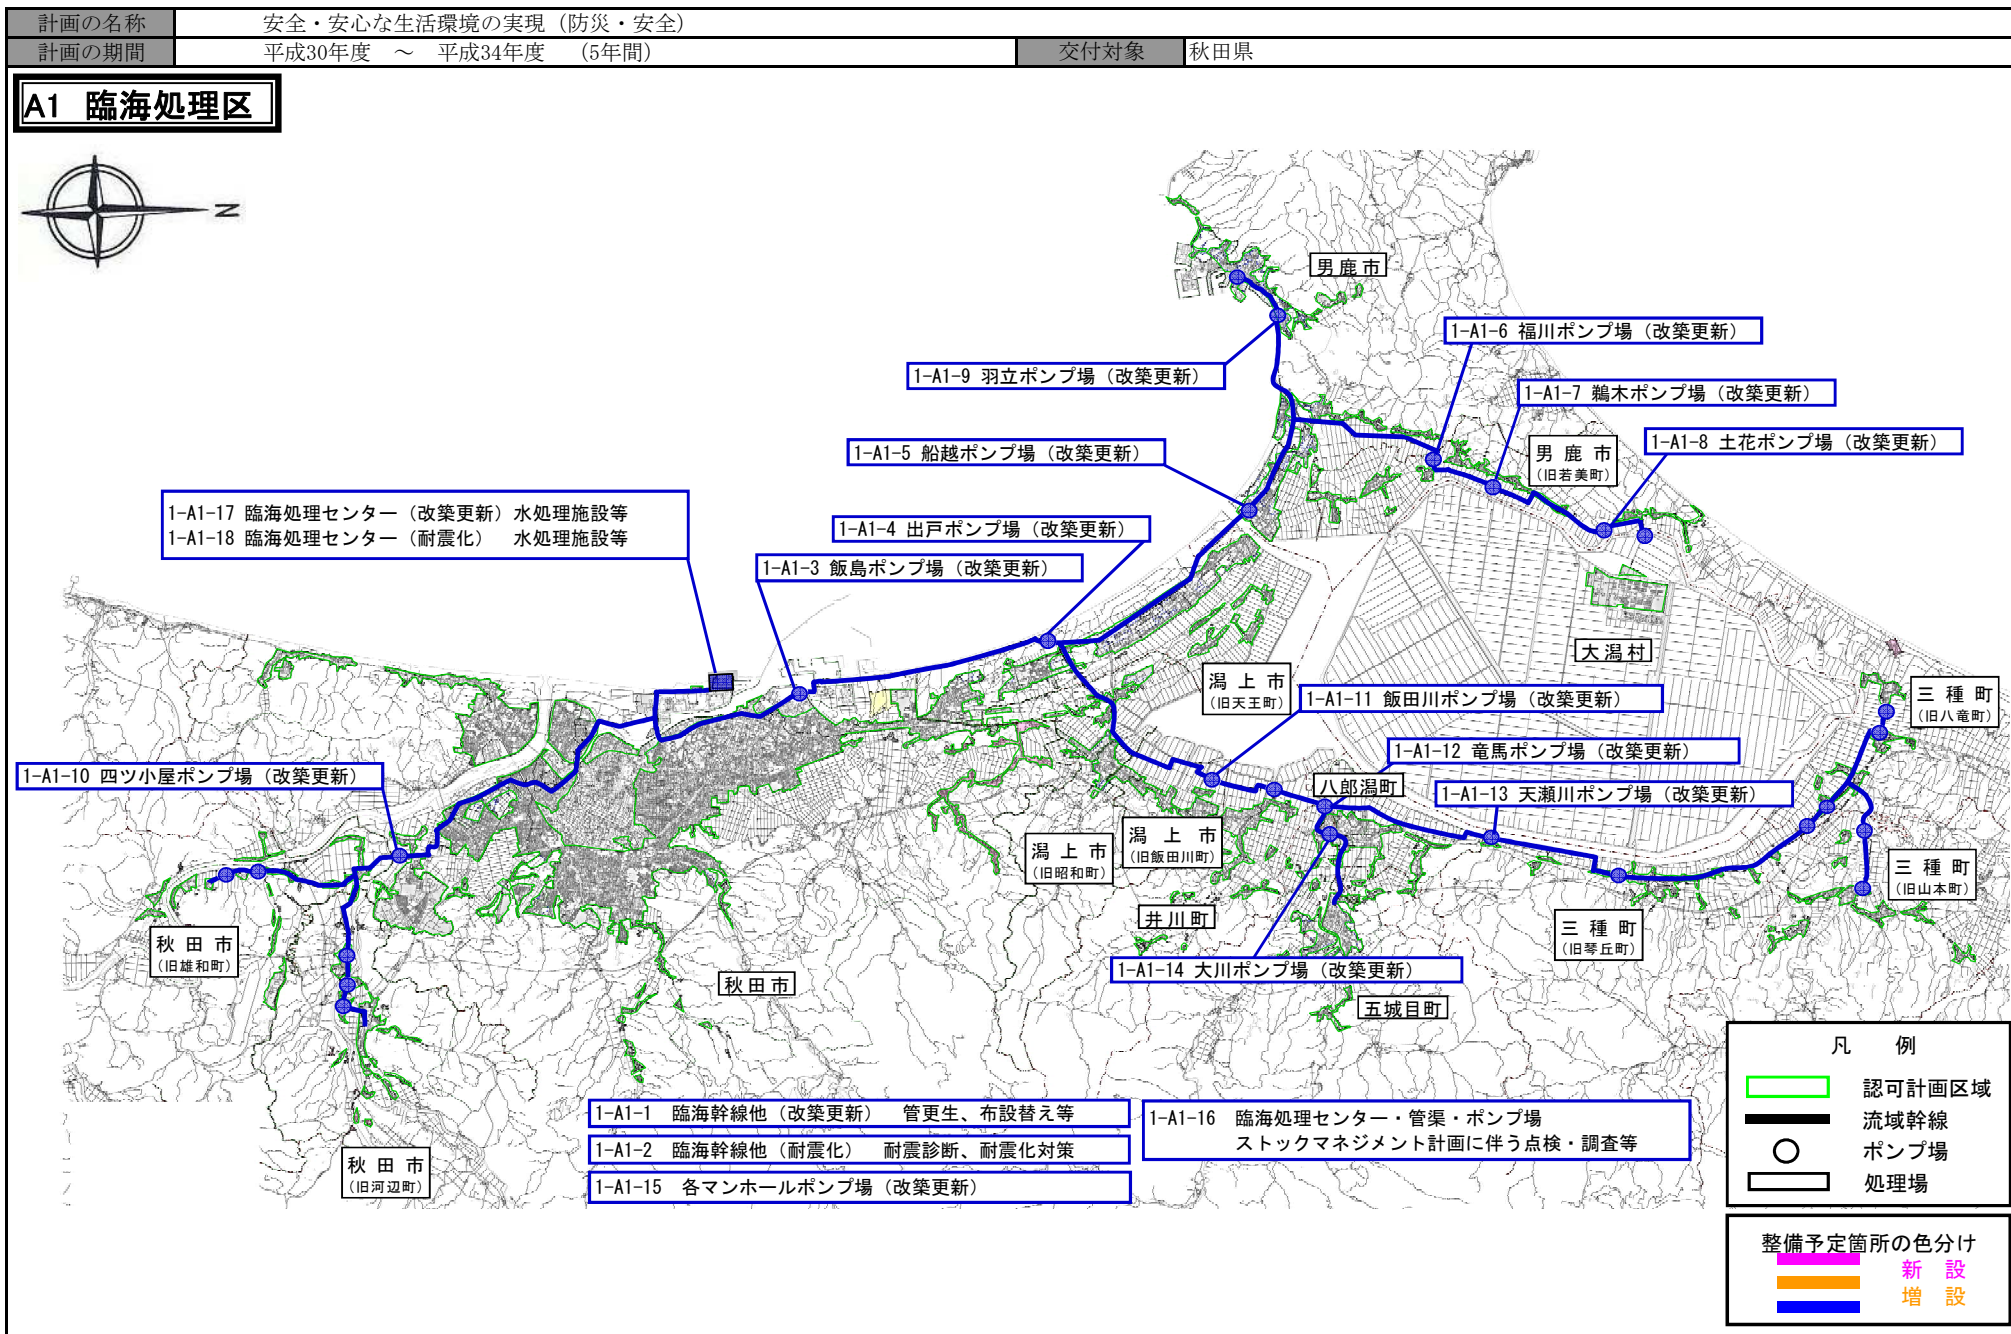 計画の名称 安全・安心な生活環境の実現（防災・安全）
計画の期間 平成30年度 ～ 平成34年度 （5年間） 交付対象 秋田県
A1 臨海処理区
N
男鹿市
1-A1-6 福川ポンプ場（改築更新）
1-A1-9 羽立ポンプ場（改築更新）
1-A1-7 鵜木ポンプ場（改築更新）
1-A1-5 船越ポンプ場（改築更新）
男鹿市
（旧若美町）
1-A1-8 土花ポンプ場（改築更新）
1-A1-17 臨海処理センター（改築更新）水処理施設等
1-A1-18 臨海処理センター（耐震化） 水処理施設等
1-A1-4 出戸ポンプ場（改築更新）
1-A1-3 飯島ポンプ場（改築更新）
大潟村
潟上市
（旧天王町）
1-A1-11 飯田川ポンプ場（改築更新）
三種町
（旧八竜町）
1-A1-12 竜馬ポンプ場（改築更新）
1-A1-10 四ツ小屋ポンプ場（改築更新）
八郎潟町
1-A1-13 天瀬川ポンプ場（改築更新）
潟上市
（旧昭和町）
潟上市
（旧飯田川町）
三種町
（旧山本町）
井川町
三種町
（旧琴丘町）
秋田市
（旧雄和町）
秋田市
1-A1-14 大川ポンプ場（改築更新）
五城目町
秋田市
（旧河辺町）
1-A1-1 臨海幹線他（改築更新） 管更生、布設替え等
1-A1-2 臨海幹線他（耐震化） 耐震診断、耐震化対策
1-A1-15 各マンホールポンプ場（改築更新）
1-A1-16 臨海処理センター・管渠・ポンプ場
ストックマネジメント計画に伴う点検・調査等
凡 例
認可計画区域
流域幹線
ポンプ場
処理場
整備予定箇所の色分け
新 設
増 設